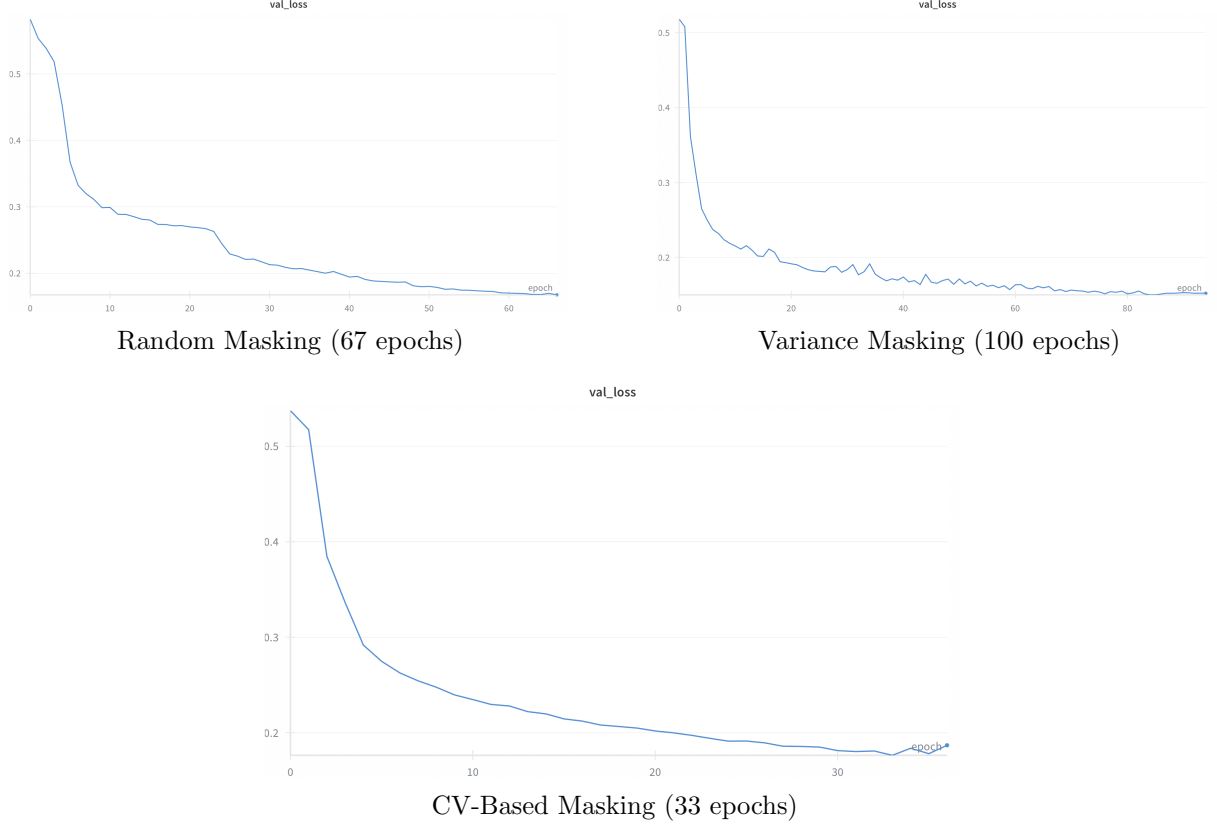 val_loss
0.5
0.4
0.3
0.2
epoch
0 10 20 30 40 50 60
Random Masking (67 epochs)
val_loss
0.5
0.4
0.3
0.2
epoch
0 20 40 60 80
Variance Masking (100 epochs)
val_loss
0.5
0.4
0.3
0.2
epoch
0 10 20 30
CV-Based Masking (33 epochs)